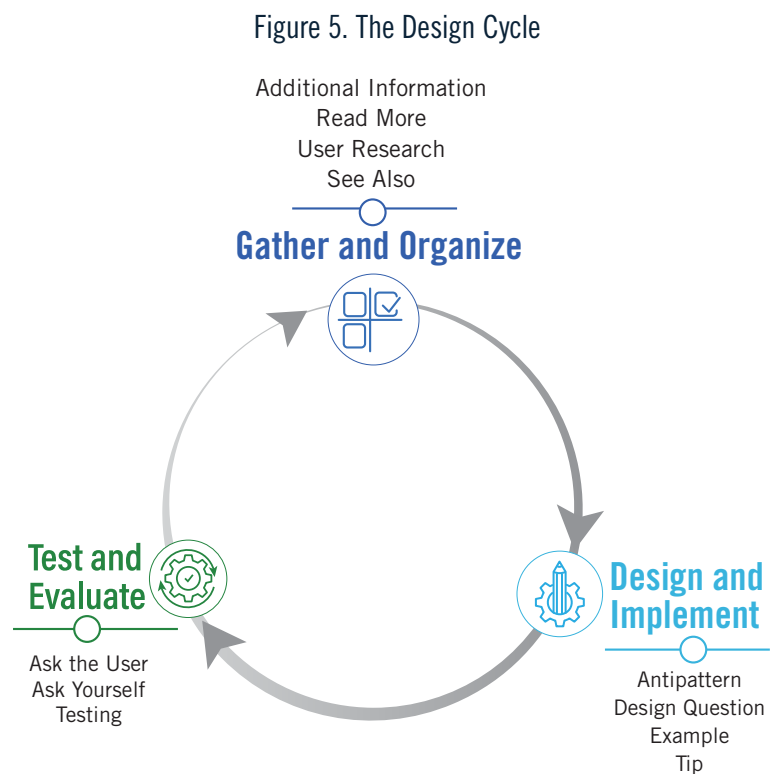 Figure 5. The Design Cycle
Additional Information
Read More
User Research
See Also
Gather and Organize
Test and
Evaluate
Ask the User
Ask Yourself
Testing
Design and
Implement
Antipattern
Design Question
Example
Tip